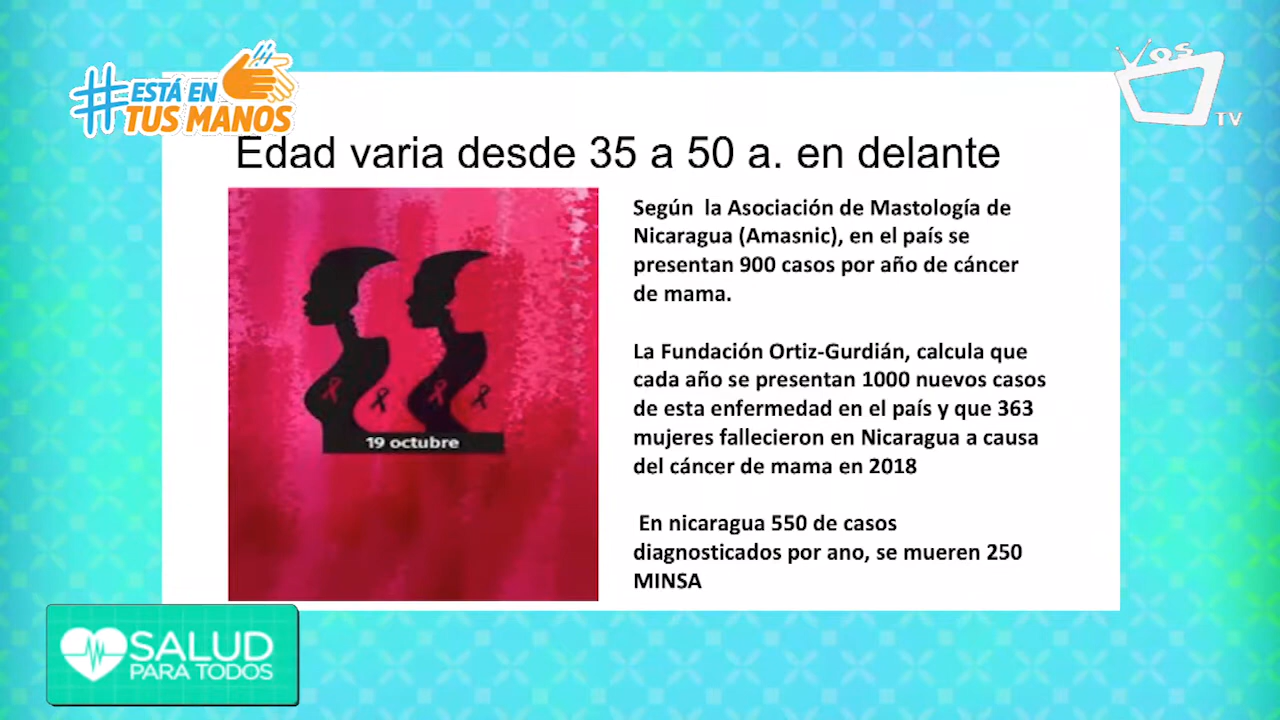 #ESTÁ EN
TUS MANOS
VOS
TV
Edad varia desde 35 a 50 a. en delante
Según la Asociación de Mastología de
Nicaragua (Amasnic), en el país se
presentan 900 casos por año de cáncer
de mama.
La Fundación Ortiz-Gurdián, calcula que
cada año se presentan 1000 nuevos casos
de esta enfermedad en el país y que 363
mujeres fallecieron en Nicaragua a causa
del cáncer de mama en 2018
En nicaragua 550 de casos
diagnosticados por ano, se mueren 250
MINSA
19 octubre
SALUD
PARA TODOS